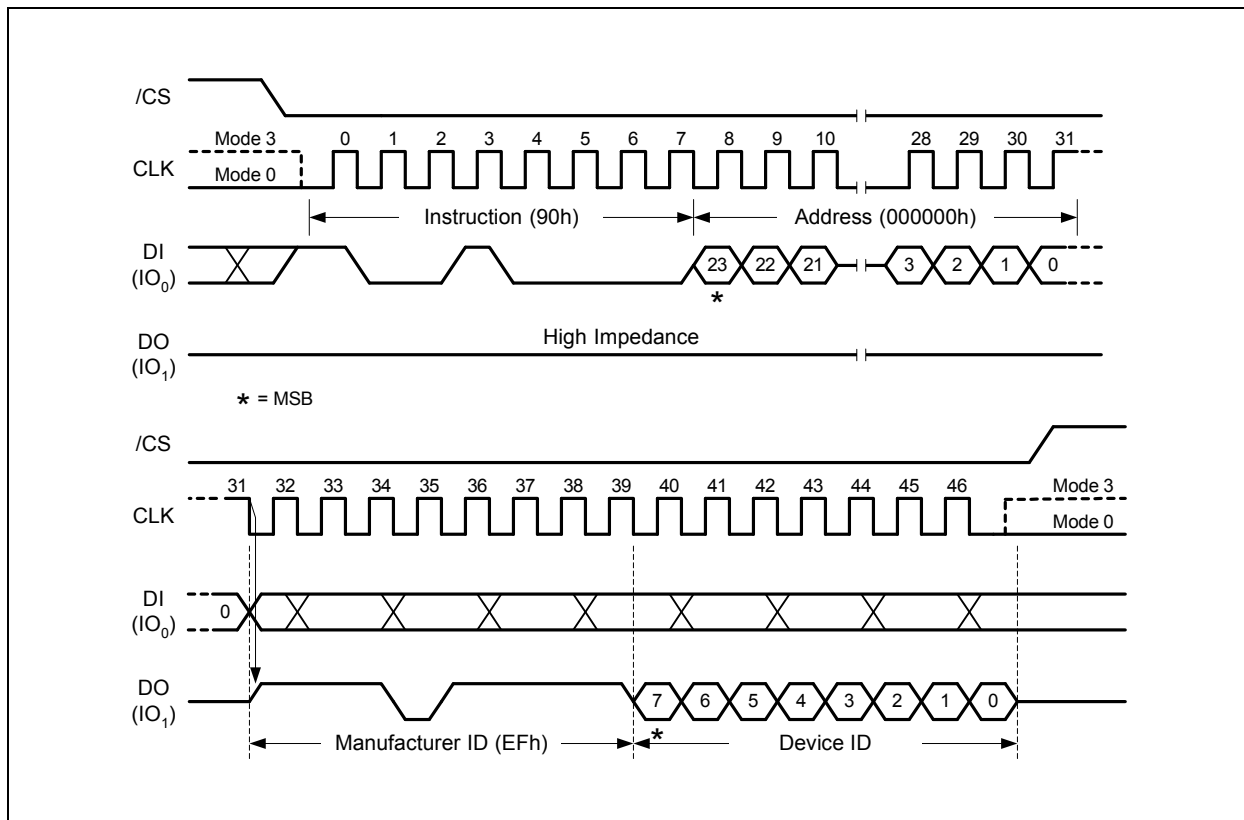 /CS
Mode 3 0 1 2 3 4 5 6 7 8 9 10 28 29 30 31
CLK
Mode 0
Instruction (90h) Address (000000h)
DI
(IO0) 23 22 21 3 2 1 0
*
DO High Impedance
(IO1)
* = MSB
/CS
31 32 33 34 35 36 37 38 39 40 41 42 43 44 45 46 Mode 3
CLK
Mode 0
DI
(IO0) 0
DO
(IO1) 7 6 5 4 3 2 1 0
*
Manufacturer ID (EFh) Device ID